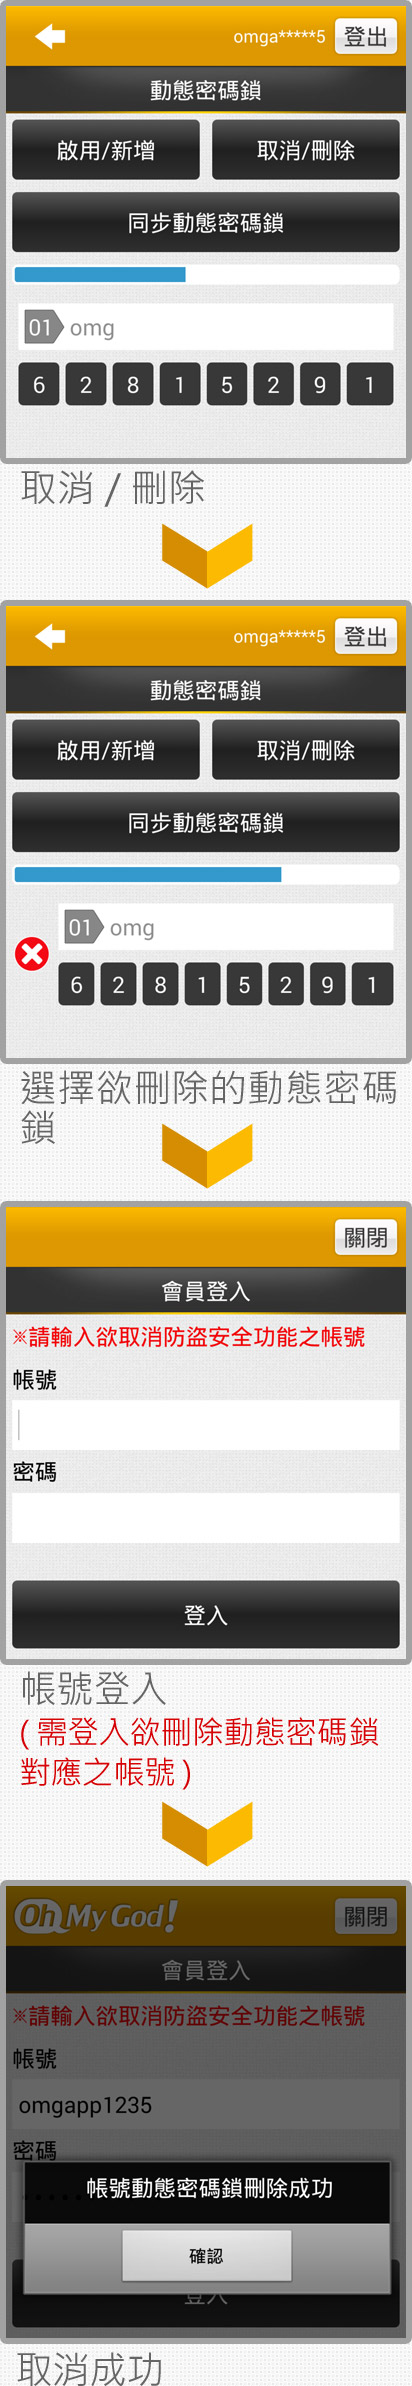 omga*****5 登出
動態密碼鎖
啟用/新增 取消/刪除
同步動態密碼鎖
01 omg
6 2 8 1 5 2 9 1
取消 / 刪除
omga*****5 登出
動態密碼鎖
啟用/新增 取消/刪除
同步動態密碼鎖
01 omg
6 2 8 1 5 2 9 1
選擇欲刪除的動態密碼
鎖
關閉
會員登入
※請輸入欲取消防盜安全功能之帳號
帳號
密碼
登入
帳號登入
( 需登入欲刪除動態密碼鎖
對應之帳號 )
Oh My God! 關閉
會員登入
※請輸入欲取消防盜安全功能之帳號
帳號
omgapp1235
密碼
帳號動態密碼鎖刪除成功
確認
登入
取消成功